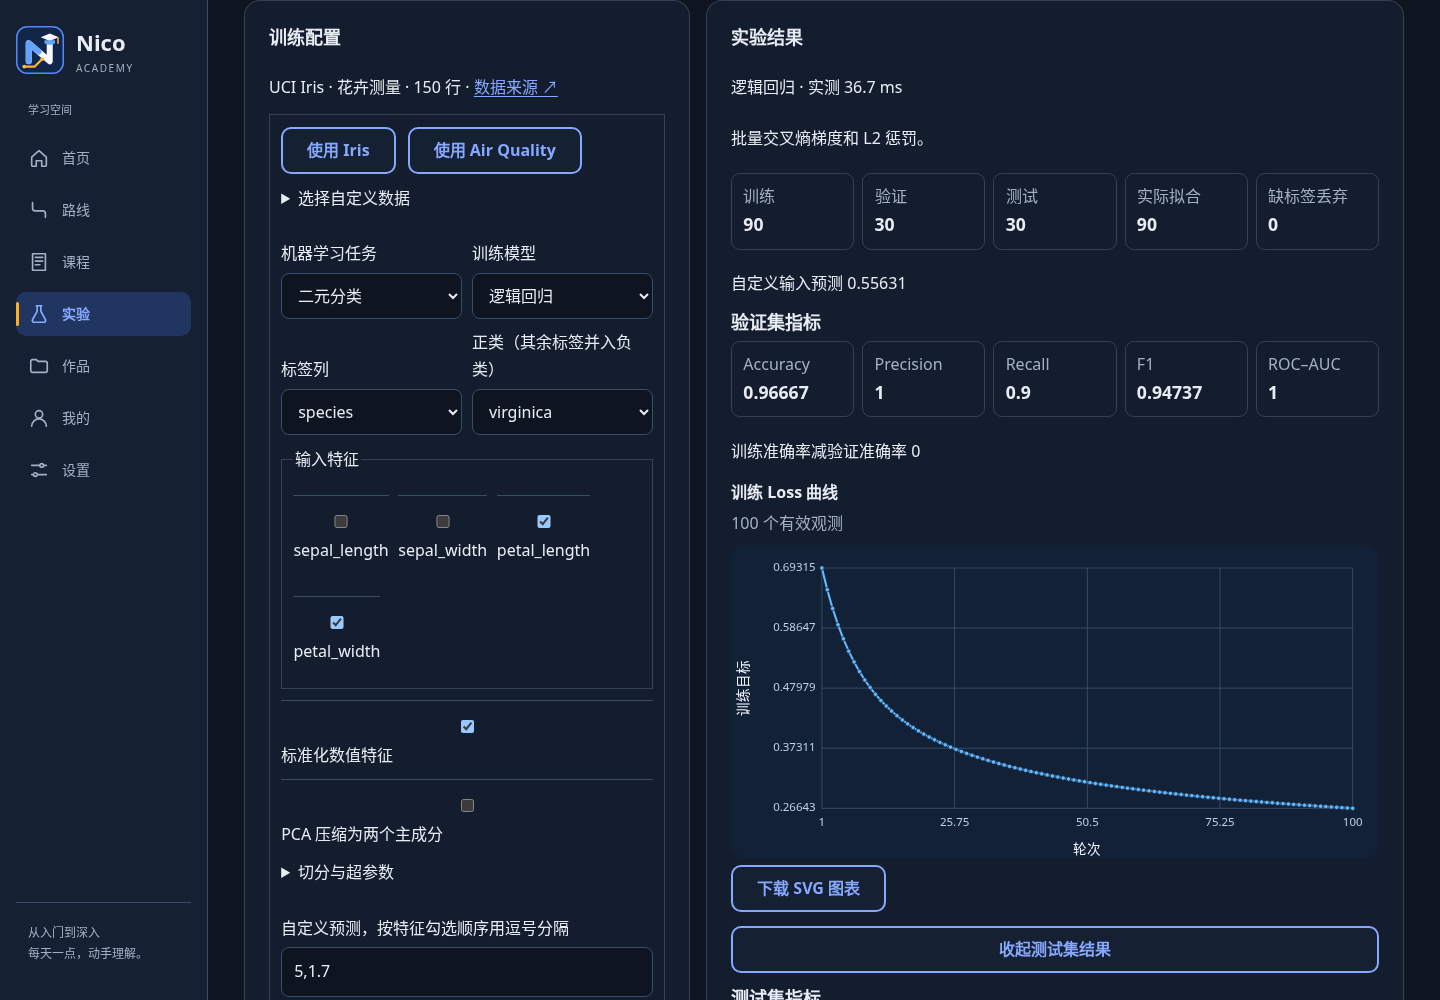 Nico
ACADEMY
学习空间
首页
路线
课程
实验
作品
我的
设置
从入门到深入
每天一点，动手理解。
训练配置
UCI Iris · 花卉测量 · 150 行 · 数据来源 ↗
使用 Iris
使用 Air Quality
▶ 选择自定义数据
机器学习任务
训练模型
二元分类
逻辑回归
标签列
正类（其余标签并入负
类）
species
virginica
输入特征
sepal_length
sepal_width
petal_length
petal_width
标准化数值特征
PCA 压缩为两个主成分
▶ 切分与超参数
自定义预测，按特征勾选顺序用逗号分隔
5,1.7
实验结果
逻辑回归 · 实测 36.7 ms
批量交叉熵梯度和 L2 惩罚。
训练
90
验证
30
测试
30
实际拟合
90
缺标签丢弃
0
自定义输入预测 0.55631
验证集指标
Accuracy
0.96667
Precision
1
Recall
0.9
F1
0.94737
ROC–AUC
1
训练准确率减验证准确率 0
训练 Loss 曲线
100 个有效观测
0.69315
0.58647
0.47979
0.37311
0.26643
训练目标
1
25.75
50.5
75.25
100
轮次
下载 SVG 图表
收起测试集结果
测试集指标